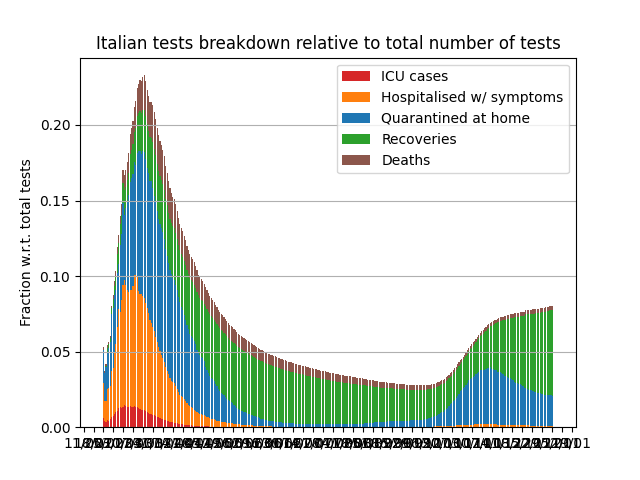 Italian tests breakdown relative to total number of tests
ICU cases
Hospitalised w/ symptoms
Quarantined at home
Recoveries
Deaths
Fraction w.r.t. total tests
0.20
0.15
0.10
0.05
0.00